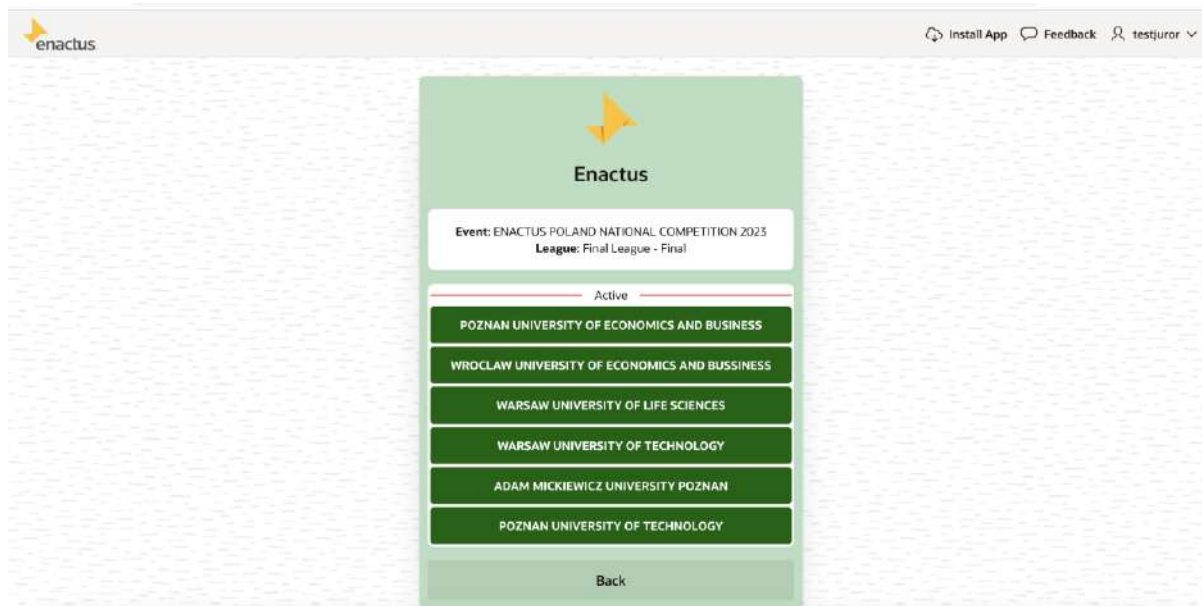 enactus
Install App Feedback testjuror
Enactus
Event: ENACTUS POLAND NATIONAL COMPETITION 2023
League: Final League - Final
Active
POZNAN UNIVERSITY OF ECONOMICS AND BUSINESS
WROCLAW UNIVERSITY OF ECONOMICS AND BUSSINESS
WARSAW UNIVERSITY OF LIFE SCIENCES
WARSAW UNIVERSITY OF TECHNOLOGY
ADAM MICKIEWICZ UNIVERSITY POZNAN
POZNAN UNIVERSITY OF TECHNOLOGY
Back